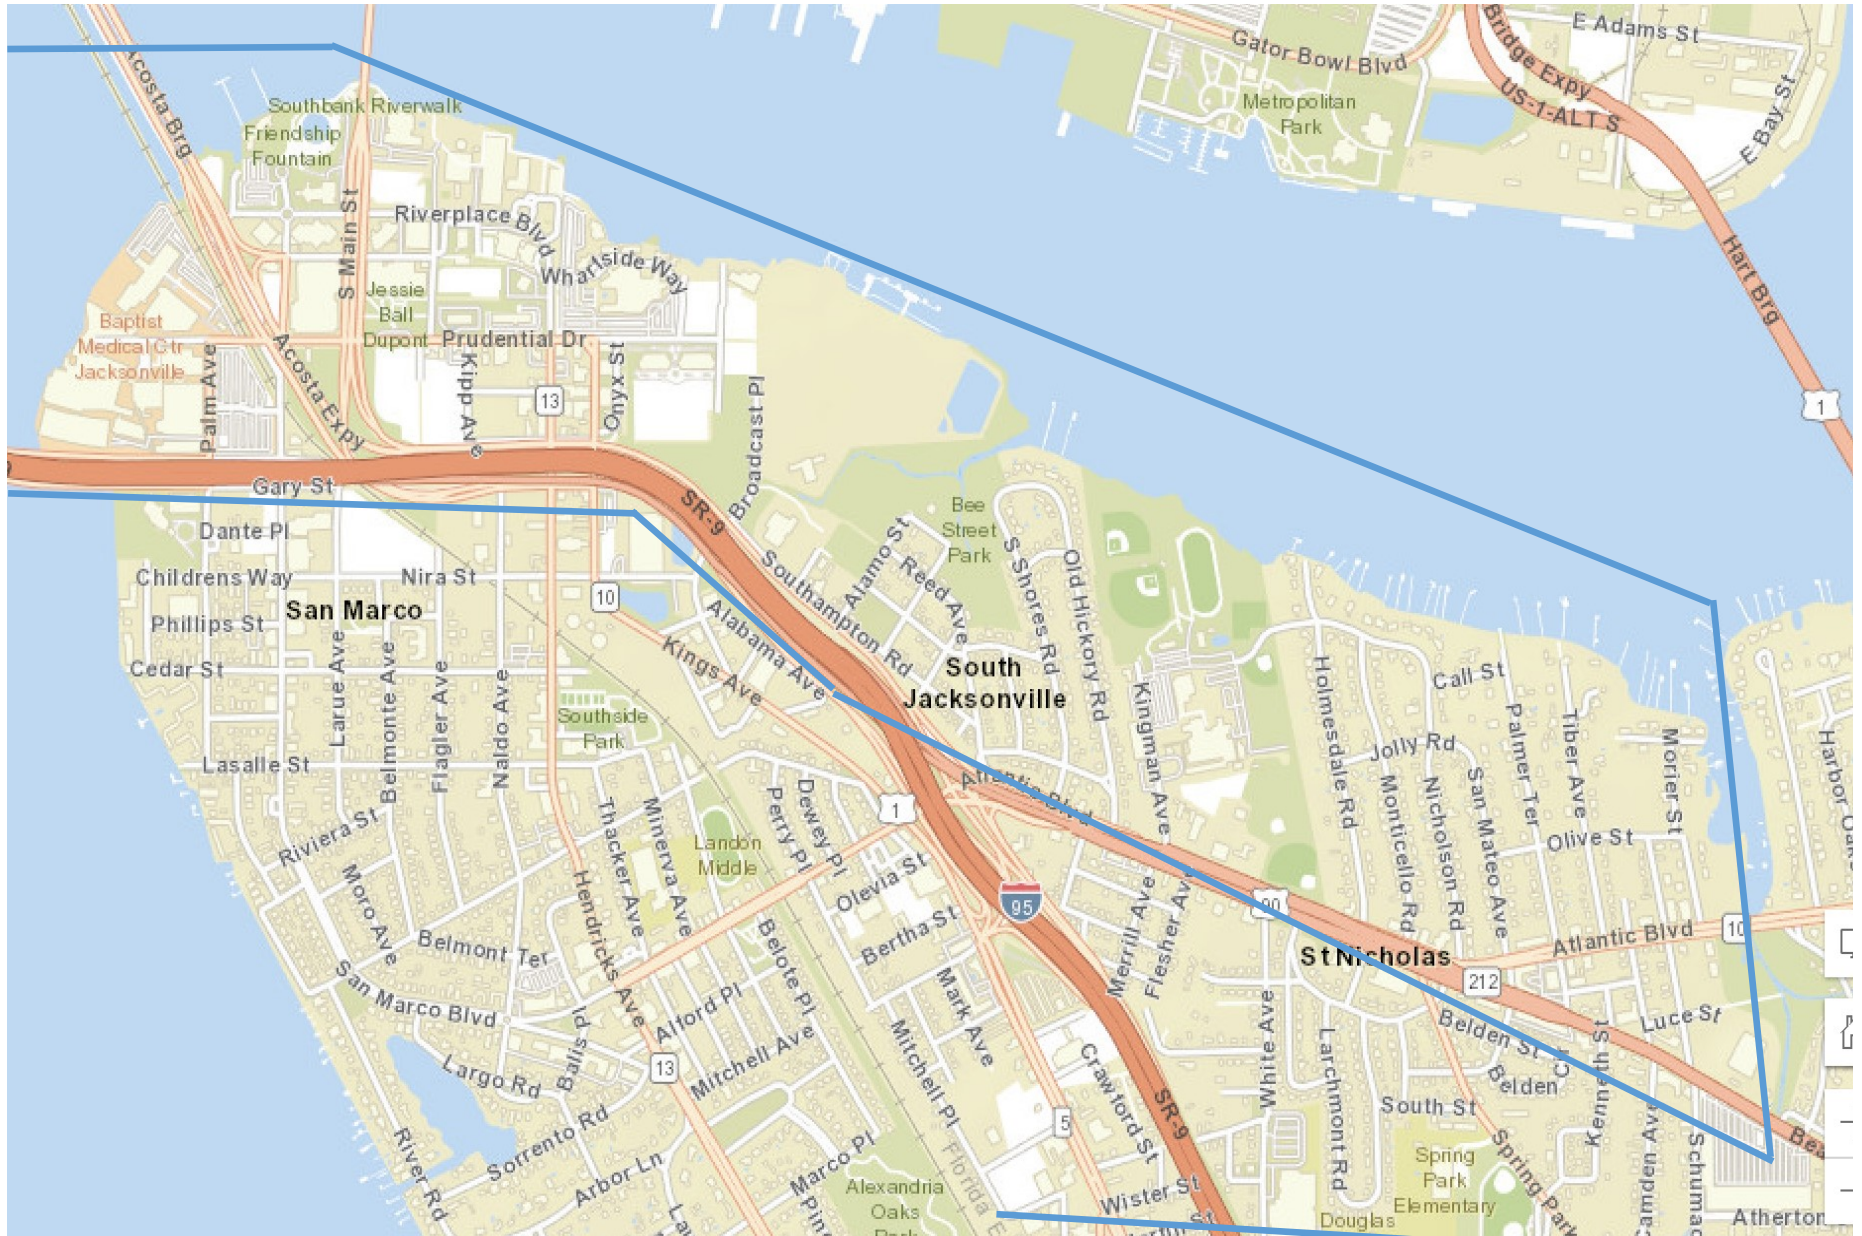 E Adams St
Gator Bowl Blvd
Bridge Expy
US-1-ALT S
Metropolitan
Park
E Bay St
Hart Brg
1
Acosta Brg
Southbank Riverwalk
Friendship
Fountain
S Main St
Riverplace Blvd
Wharfside Way
Jessie
Ball
Dupont
Prudential Dr
Baptist
Medical Ctr
Jacksonville
Palm Ave
Acosta Expy
Kipp Ave
13
Onyx St
Broadcast Pl
Gary St
SR-9
Dante Pl
Childrens Way
Nira St
San Marco
Phillips St
Cedar St
10
Larue Ave
Belmonte Ave
Flagler Ave
Naldo Ave
Kings Ave
Alabama Ave
Southampton Rd
Alamo St
Reed Ave
Bee
Street
Park
S Shores Rd
Old Hickory Rd
South
Jacksonville
Kingman Ave
Holmesdale Rd
Call St
Jolly Rd
Monticello Rd
Nicholson Rd
San Mateo Ave
Palmer Ter
Tiber Ave
Morier St
Olive St
Southside
Park
Lasalle St
Riviera St
Moro Ave
Thacker Ave
Minerva Ave
Landon
Middle
Perry Pl
Dewey Pl
1
Atlantic Blvd
Olevia St
Bertha St
95
Merrill Ave
Flesher Ave
90
St Nicholas
Atlantic Blvd
10
212
Luce St
Belmont Ter
San Marco Blvd
Hendricks Ave
Belote Pl
Alford Pl
Mitchell Ave
Mitchell Pl
Mark Ave
Largo Rd
Balis
13
Sorrento Rd
River Rd
Arbor Ln
Marco Pl
Alexandria
Oaks
Park
Florida E
5
Crawford St
SR-9
Wister St
White Ave
Larchmont Rd
Belden St
Belden
Kenneth St
South St
Spring
Park
Elementary
Spring Park
Douglas
Camden Ave
Schumac
Atherton
Bea